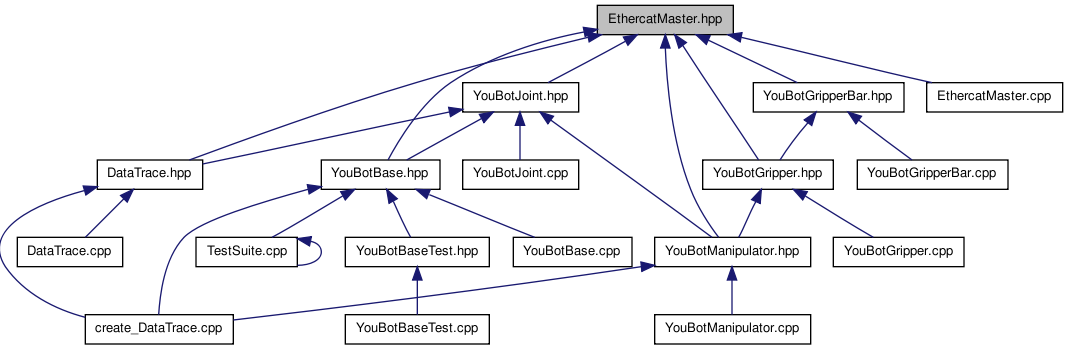 EthercatMaster.hpp
YouBotJoint.hpp
YouBotGripperBar.hpp
EthercatMaster.cpp
DataTrace.hpp
YouBotBase.hpp
YouBotJoint.cpp
YouBotGripper.hpp
YouBotGripperBar.cpp
DataTrace.cpp
TestSuite.cpp
YouBotBaseTest.hpp
YouBotBase.cpp
YouBotManipulator.hpp
YouBotGripper.cpp
create_DataTrace.cpp
YouBotBaseTest.cpp
YouBotManipulator.cpp